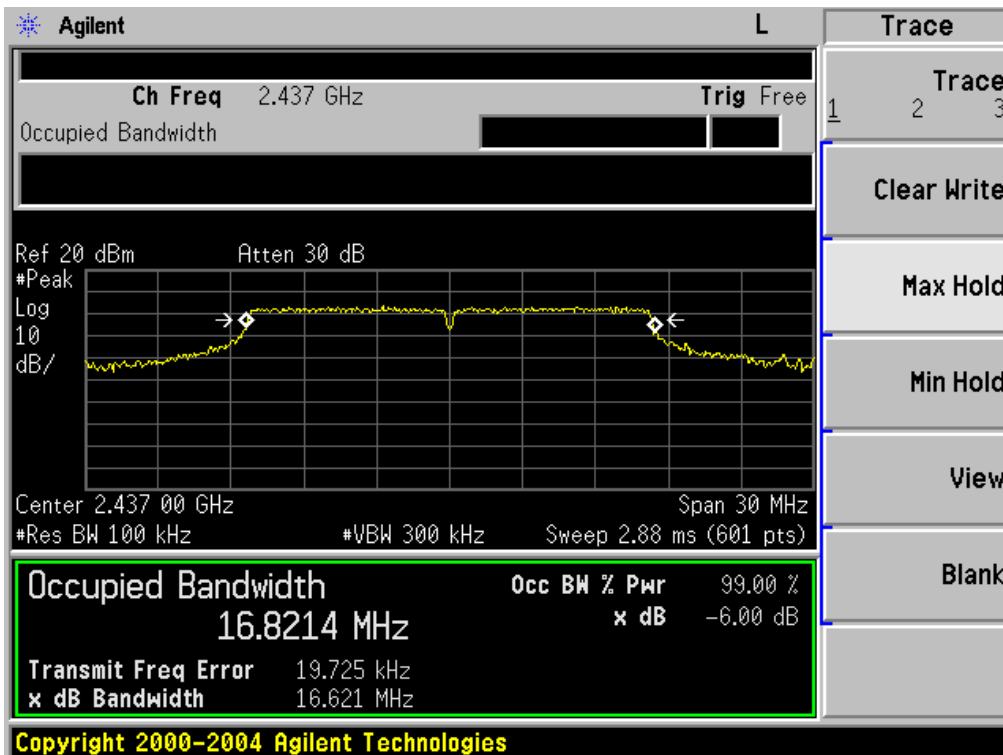 Agilent L Trace
Ch Freq 2.437 GHz Trig Free
Occupied Bandwidth
Trace
1 2 3
Clear Write
Ref 20 dBm Atten 30 dB
#Peak
Log
10
dB/
Max Hold
Min Hold
View
Center 2.437 00 GHz Span 30 MHz
#Res BW 100 kHz #VBW 300 kHz Sweep 2.88 ms (601 pts)
Occupied Bandwidth Occ BW % Pwr 99.00 %
16.8214 MHz x dB -6.00 dB
Blank
Transmit Freq Error 19.725 kHz
x dB Bandwidth 16.621 MHz
Copyright 2000-2004 Agilent Technologies